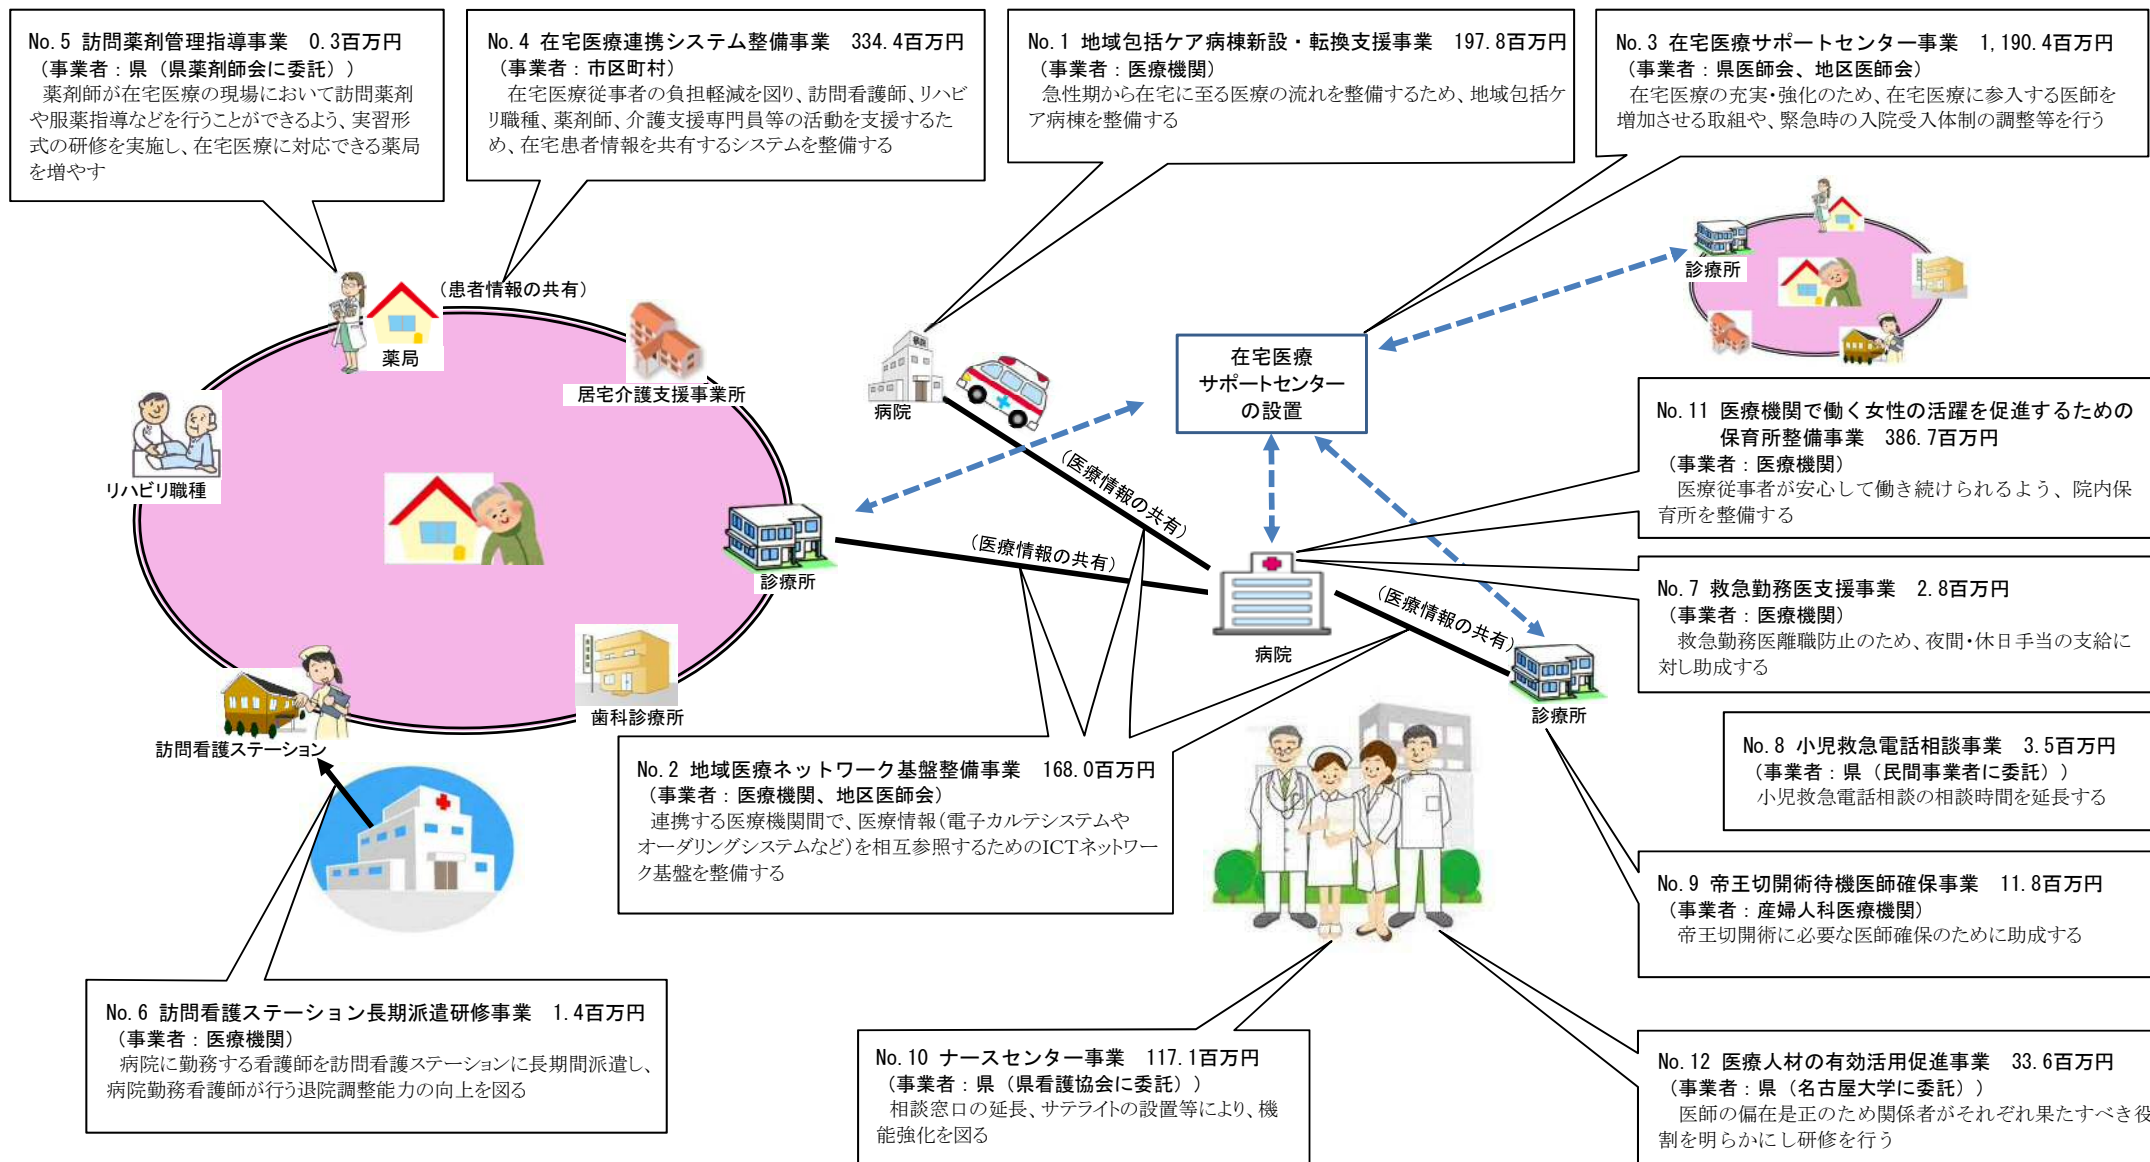 No.5 訪問薬剤管理指導事業　0.3百万円
（事業者：県（県薬剤師会に委託））
薬剤師が在宅医療の現場において訪問薬剤
や服薬指導などを行うことができるよう、実習形
式の研修を実施し、在宅医療に対応できる薬局
を増やす
No.4 在宅医療連携システム整備事業　334.4百万円
（事業者：市区町村）
在宅医療従事者の負担軽減を図り、訪問看護師、リハビ
リ職種、薬剤師、介護支援専門員等の活動を支援するた
め、在宅患者情報を共有するシステムを整備する
No.1 地域包括ケア病棟新設・転換支援事業　197.8百万円
（事業者：医療機関）
急性期から在宅に至る医療の流れを整備するため、地域包括ケ
ア病棟を整備する
No.3 在宅医療サポートセンター事業　1,190.4百万円
（事業者：県医師会、地区医師会）
在宅医療の充実・強化のため、在宅医療に参入する医師を
増加させる取組や、緊急時の入院受入体制の調整等を行う
（患者情報の共有）
薬局
居宅介護支援事業所
リハビリ職種
診療所
歯科診療所
訪問看護ステーション
病院
病院
在宅医療
サポートセンター
の設置
診療所
（医療情報の共有）
（医療情報の共有）
（医療情報の共有）
病院
診療所
No.11 医療機関で働く女性の活躍を促進するための
保育所整備事業　386.7百万円
（事業者：医療機関）
医療従事者が安心して働き続けられるよう、院内保
育所を整備する
No.7 救急勤務医支援事業　2.8百万円
（事業者：医療機関）
救急勤務医離職防止のため、夜間・休日手当の支給に
対し助成する
No.8 小児救急電話相談事業　3.5百万円
（事業者：県（民間事業者に委託））
小児救急電話相談の相談時間を延長する
No.2 地域医療ネットワーク基盤整備事業　168.0百万円
（事業者：医療機関、地区医師会）
連携する医療機関間で、医療情報（電子カルテシステムや
オーダリングシステムなど）を相互参照するためのICTネットワー
ク基盤を整備する
No.9 帝王切開術待機医師確保事業　11.8百万円
（事業者：産婦人科医療機関）
帝王切開術に必要な医師確保のために助成する
No.6 訪問看護ステーション長期派遣研修事業　1.4百万円
（事業者：医療機関）
病院に勤務する看護師を訪問看護ステーションに長期間派遣し、
病院勤務看護師が行う退院調整能力の向上を図る
No.10 ナースセンター事業　117.1百万円
（事業者：県（県看護協会に委託））
相談窓口の延長、サテライトの設置等により、機
能強化を図る
No.12 医療人材の有効活用促進事業　33.6百万円
（事業者：県（名古屋大学に委託））
医師の偏在是正のため関係者がそれぞれ果たすべき役
割を明らかにし研修を行う